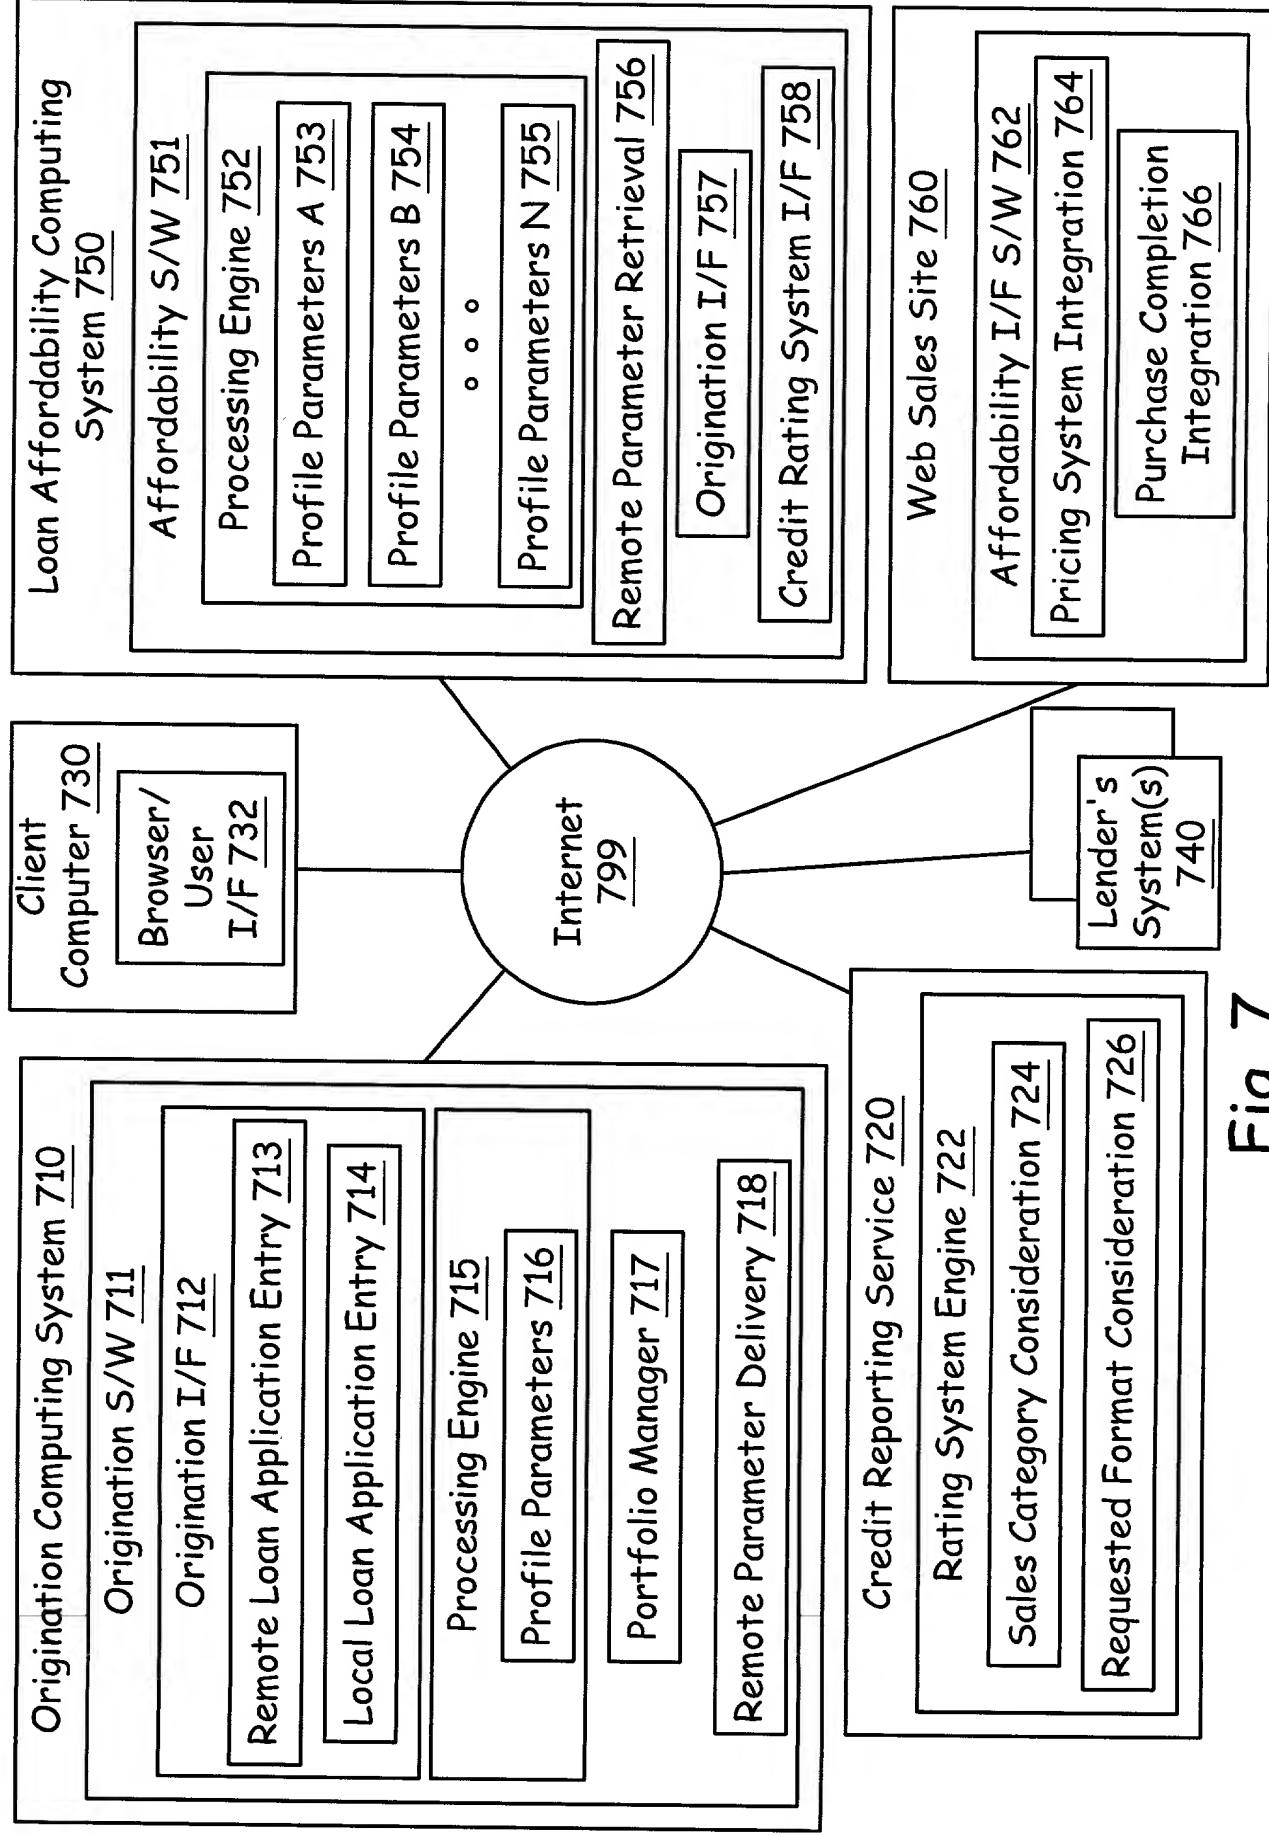 Origination Computing System 710
Origination S/W 711
Origination I/F 712
Remote Loan Application Entry 713
Local Loan Application Entry 714
Processing Engine 715
Profile Parameters 716
Portfolio Manager 717
Remote Parameter Delivery 718
Credit Reporting Service 720
Rating System Engine 722
Sales Category Consideration 724
Requested Format Consideration 726
Client
Computer 730
Browser/
User
I/F 732
Internet
799
Lender's
System(s)
740
Loan Affordability Computing
System 750
Affordability S/W 751
Processing Engine 752
Profile Parameters A 753
Profile Parameters B 754
Profile Parameters N 755
Remote Parameter Retrieval 756
Origination I/F 757
Credit Rating System I/F 758
Web Sales Site 760
Affordability I/F S/W 762
Pricing System Integration 764
Purchase Completion
Integration 766
Fig. 7